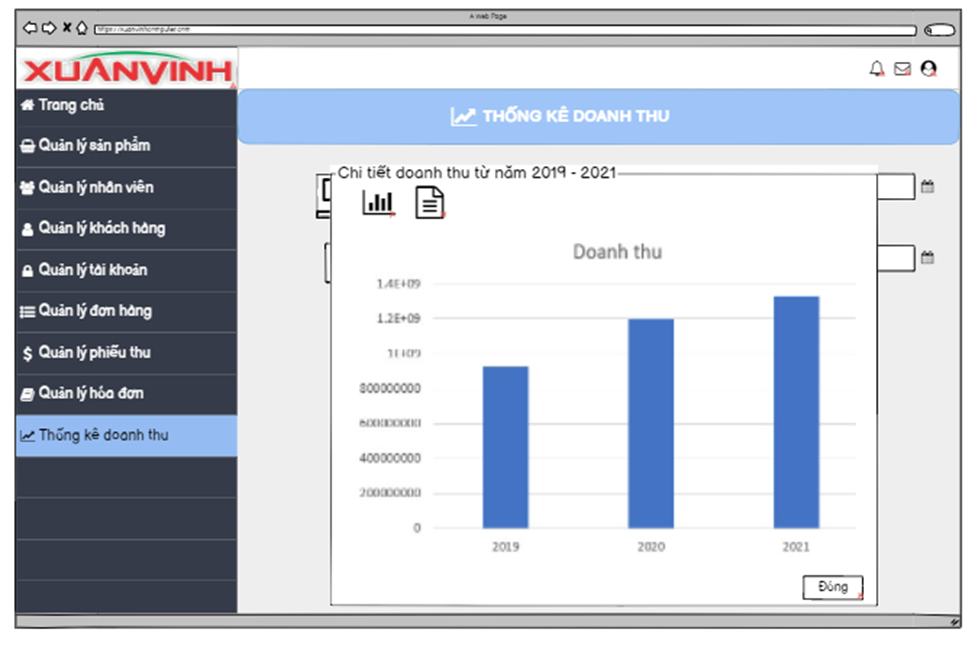 A Web Page
https://xuanvinhcomputer.com
XUÂNVINH
Trang chủ
Quản lý sản phẩm
Quản lý nhân viên
Quản lý khách hàng
Quản lý tài khoản
Quản lý đơn hàng
$ Quản lý phiếu thu
Quản lý hóa đơn
Thống kê doanh thu
THỐNG KÊ DOANH THU
Chi tiết doanh thu từ năm 2019 - 2021
Doanh thu
1.4E+09
1.2E+09
1E+09
800000000
600000000
400000000
200000000
0
2019 2020 2021
Đóng